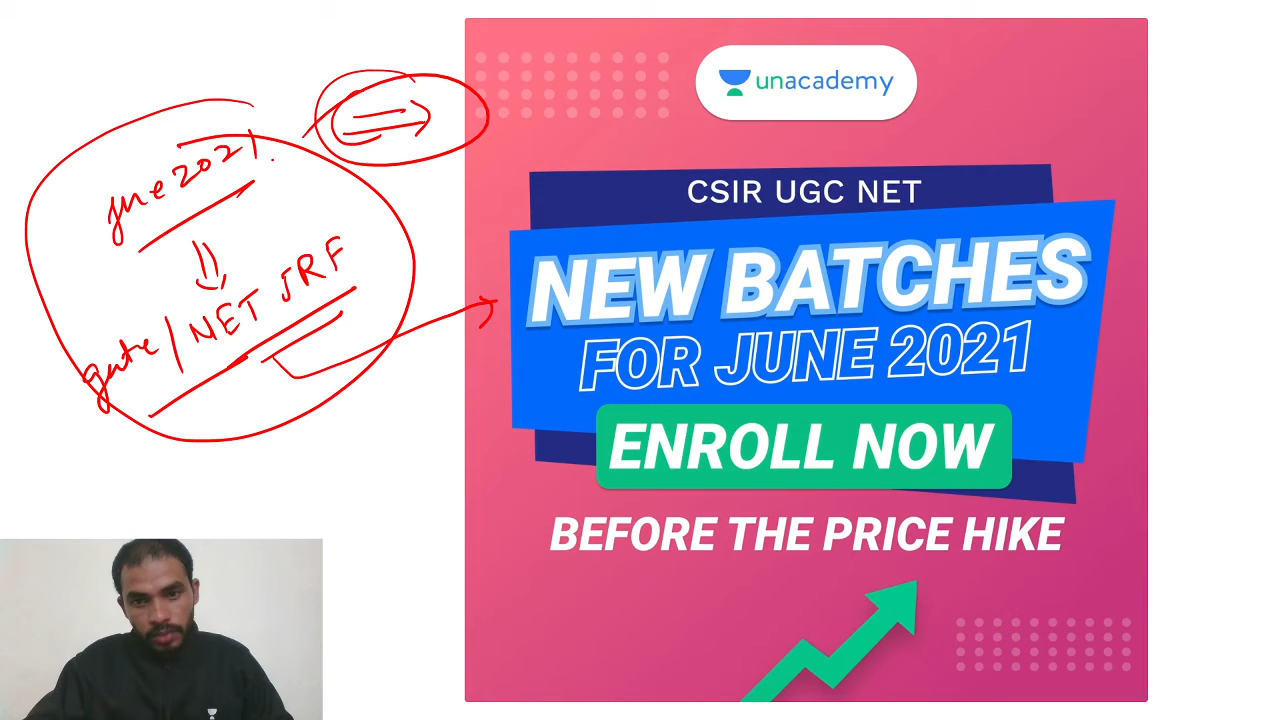 june 2021.
gate / NET JRF
unacademy
CSIR UGC NET
NEW BATCHES
FOR JUNE 2021
ENROLL NOW
BEFORE THE PRICE HIKE